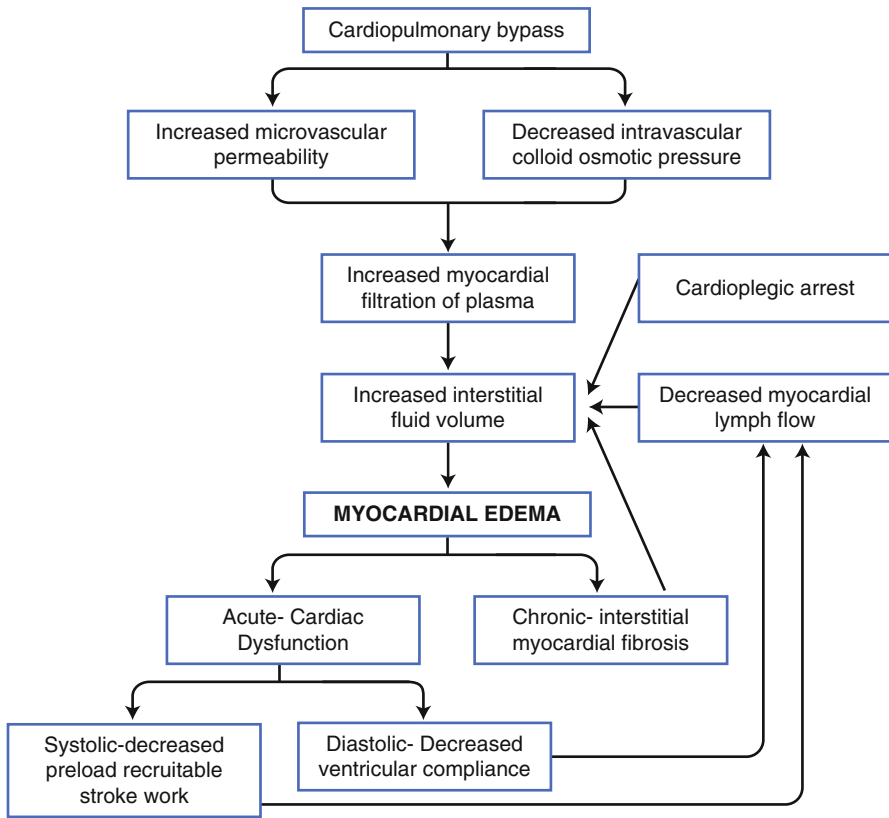 Cardiopulmonary bypass
Increased microvascular
permeability
Decreased intravascular
colloid osmotic pressure
Increased myocardial
filtration of plasma
Cardioplegic arrest
Increased interstitial
fluid volume
Decreased myocardial
lymph flow
MYOCARDIAL EDEMA
Acute- Cardiac
Dysfunction
Chronic- interstitial
myocardial fibrosis
Systolic-decreased
preload recruitable
stroke work
Diastolic- Decreased
ventricular compliance